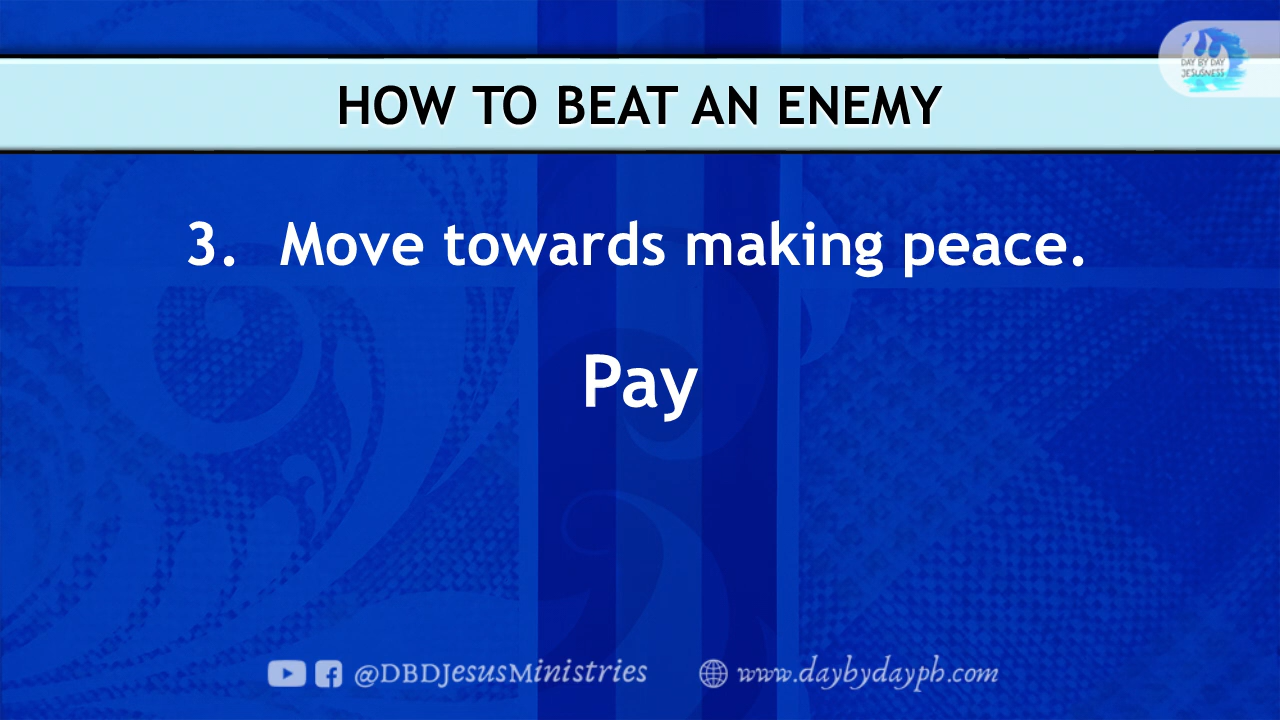 DAY BY DAY
JESUSNESS
HOW TO BEAT AN ENEMY
3. Move towards making peace.
Pay
@DBDJesusMinistries www.daybydayph.com